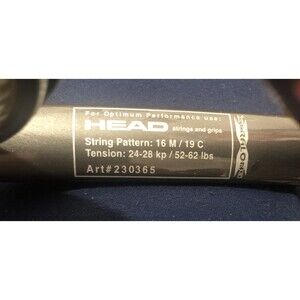 For Optimum Performance use:
HEAD strings and grips
String Pattern: 16 M / 19 C
Tension: 24-28 kp / 52-62 lbs
Art#230365